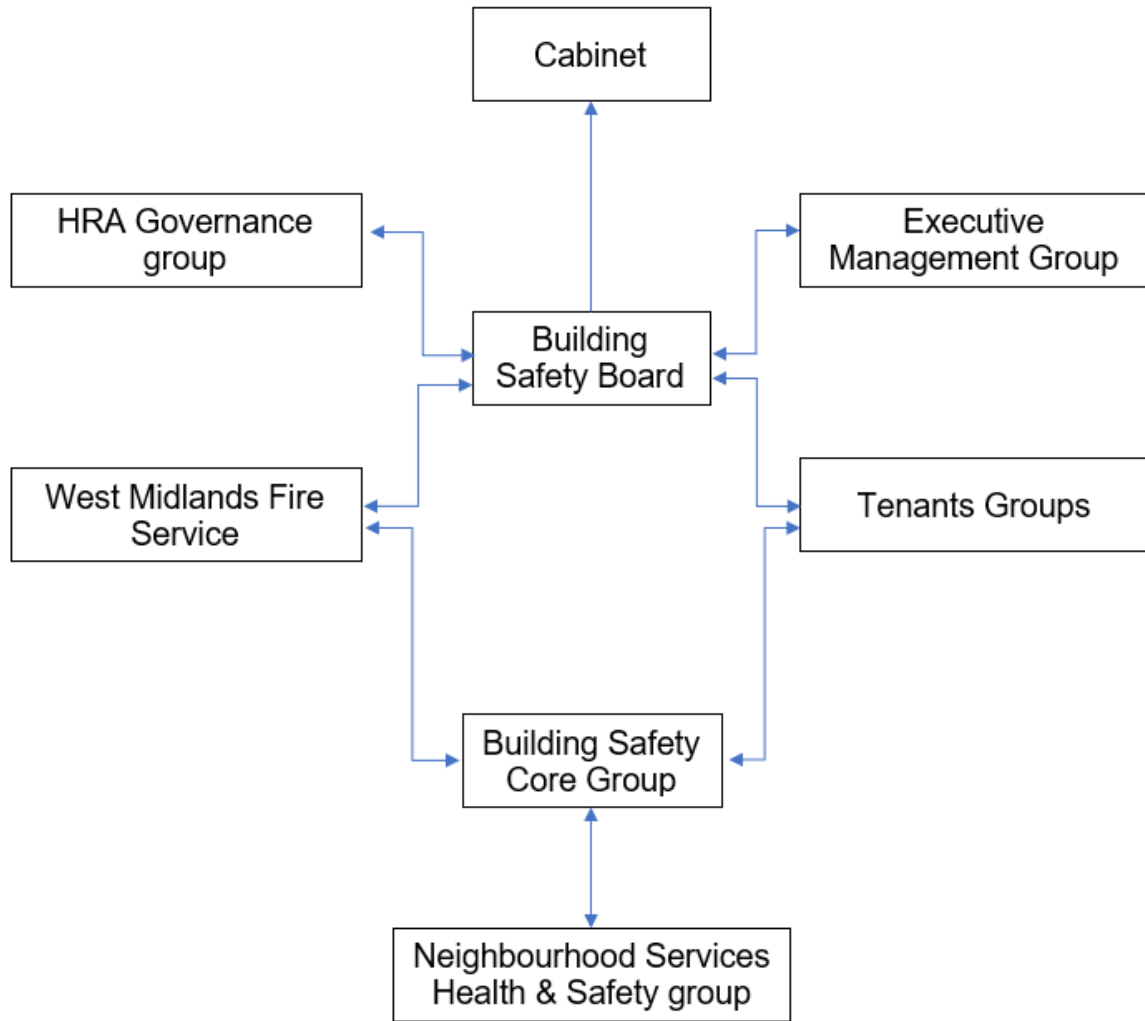 Cabinet
HRA Governance
group
Executive
Management Group
Building
Safety Board
West Midlands Fire
Service
Tenants Groups
Building Safety
Core Group
Neighbourhood Services
Health & Safety group